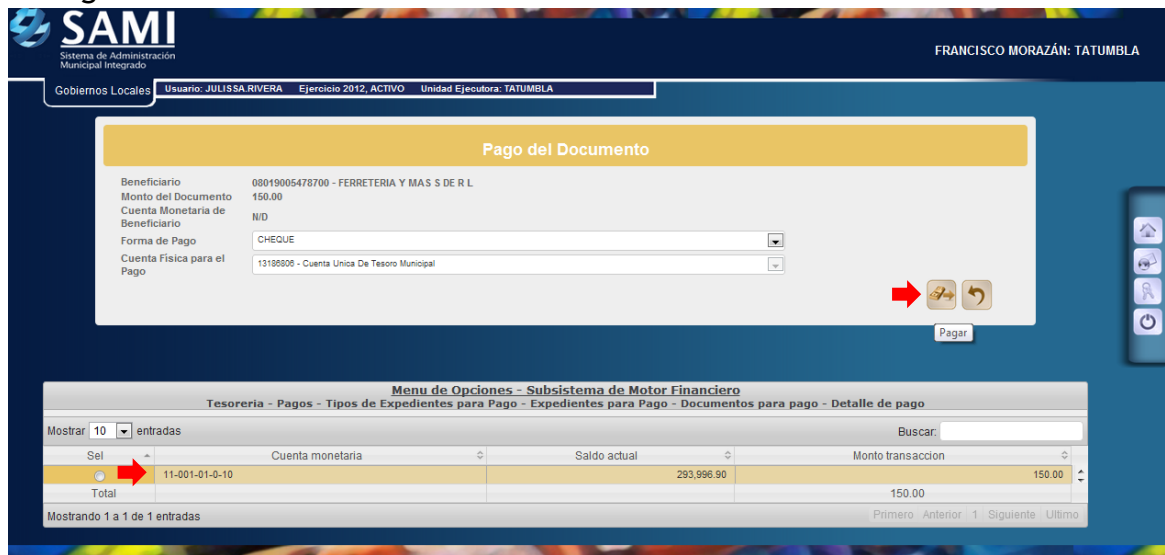 SAMI
Sistema de Administración
Municipal Integrado
FRANCISCO MORAZÁN: TATUMBLA
Gobiernos Locales
Usuario: JULISSA.RIVERA Ejercicio 2012, ACTIVO Unidad Ejecutora: TATUMBLA
Pago del Documento
Beneficiario 08019005478700 - FERRETERIA Y MAS S DE R L
Monto del Documento 150.00
Cuenta Monetaria de
Beneficiario N/D
Forma de Pago CHEQUE
Cuenta Fisica para el
Pago 13186806 - Cuenta Unica De Tesoro Municipal
Pagar
Menu de Opciones - Subsistema de Motor Financiero
Tesoreria - Pagos - Tipos de Expedientes para Pago - Expedientes para Pago - Documentos para pago - Detalle de pago
Mostrar 10 entradas Buscar:
Sel Cuenta monetaria Saldo actual Monto transaccion
11-001-01-0-10 293,996.90 150.00
Total 150.00
Mostrando 1 a 1 de 1 entradas Primero Anterior 1 Siguiente Ultimo